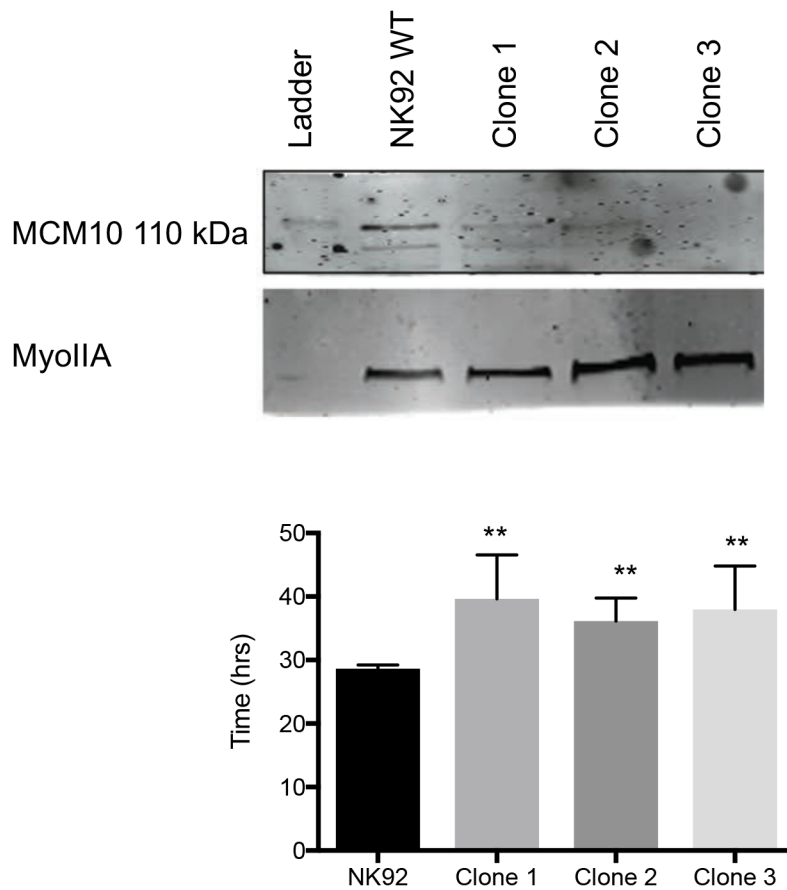 Ladder
NK92 WT
Clone 1
Clone 2
Clone 3
MCM10 110 kDa
MyoIIA
50
40
30
20
10
0
Time (hrs)
**
**
**
NK92
Clone 1
Clone 2
Clone 3